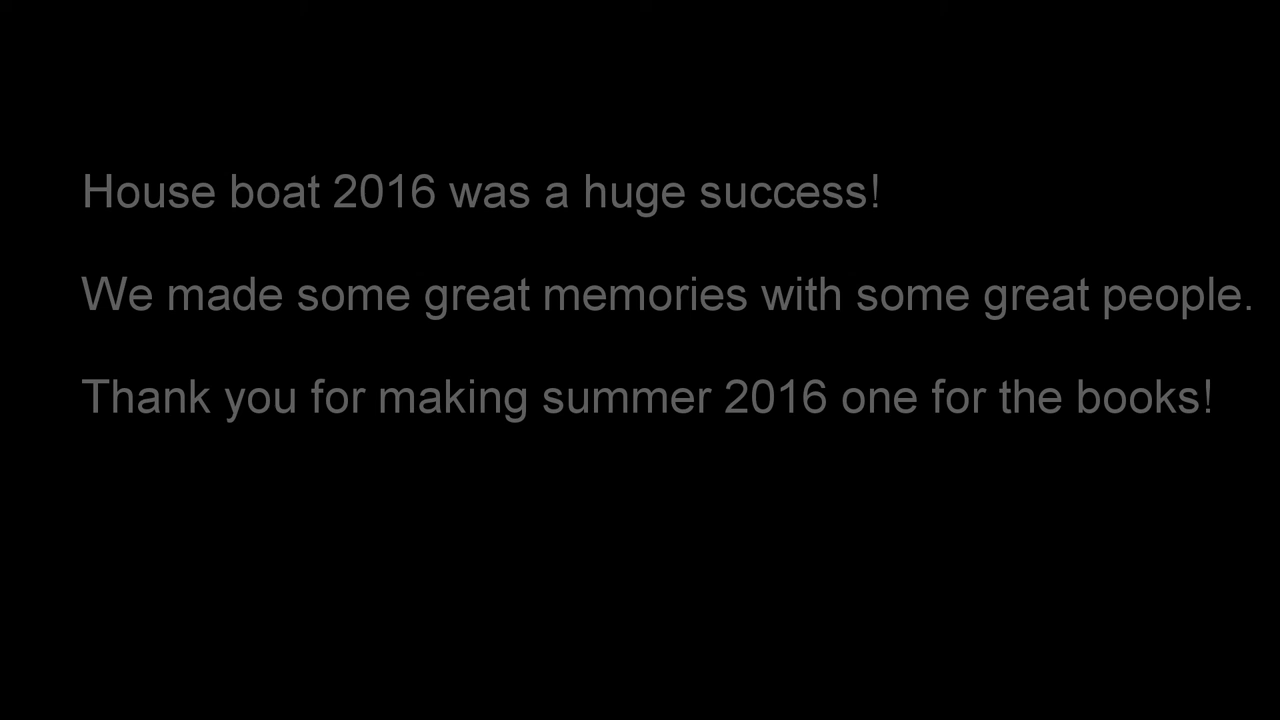 House boat 2016 was a huge success!
We made some great memories with some great people.
Thank you for making summer 2016 one for the books!